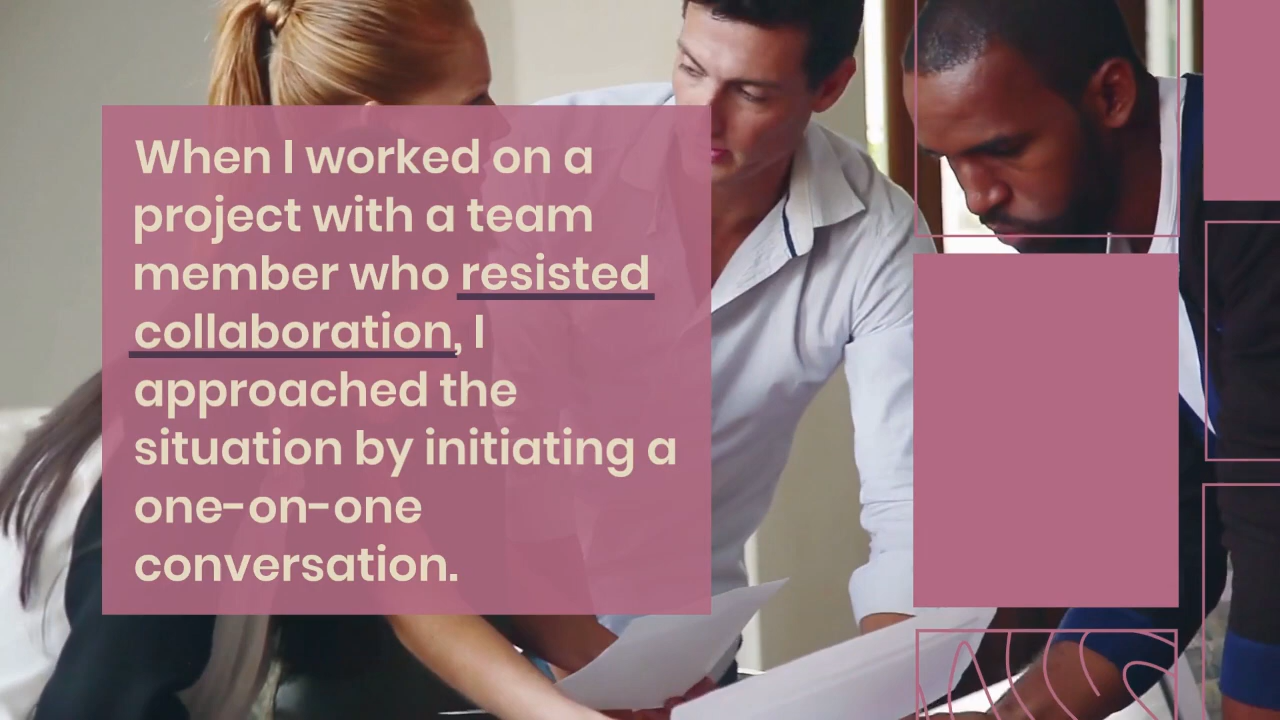 When I worked on a
project with a team
member who resisted
collaboration, I
approached the
situation by initiating a
one-on-one
conversation.